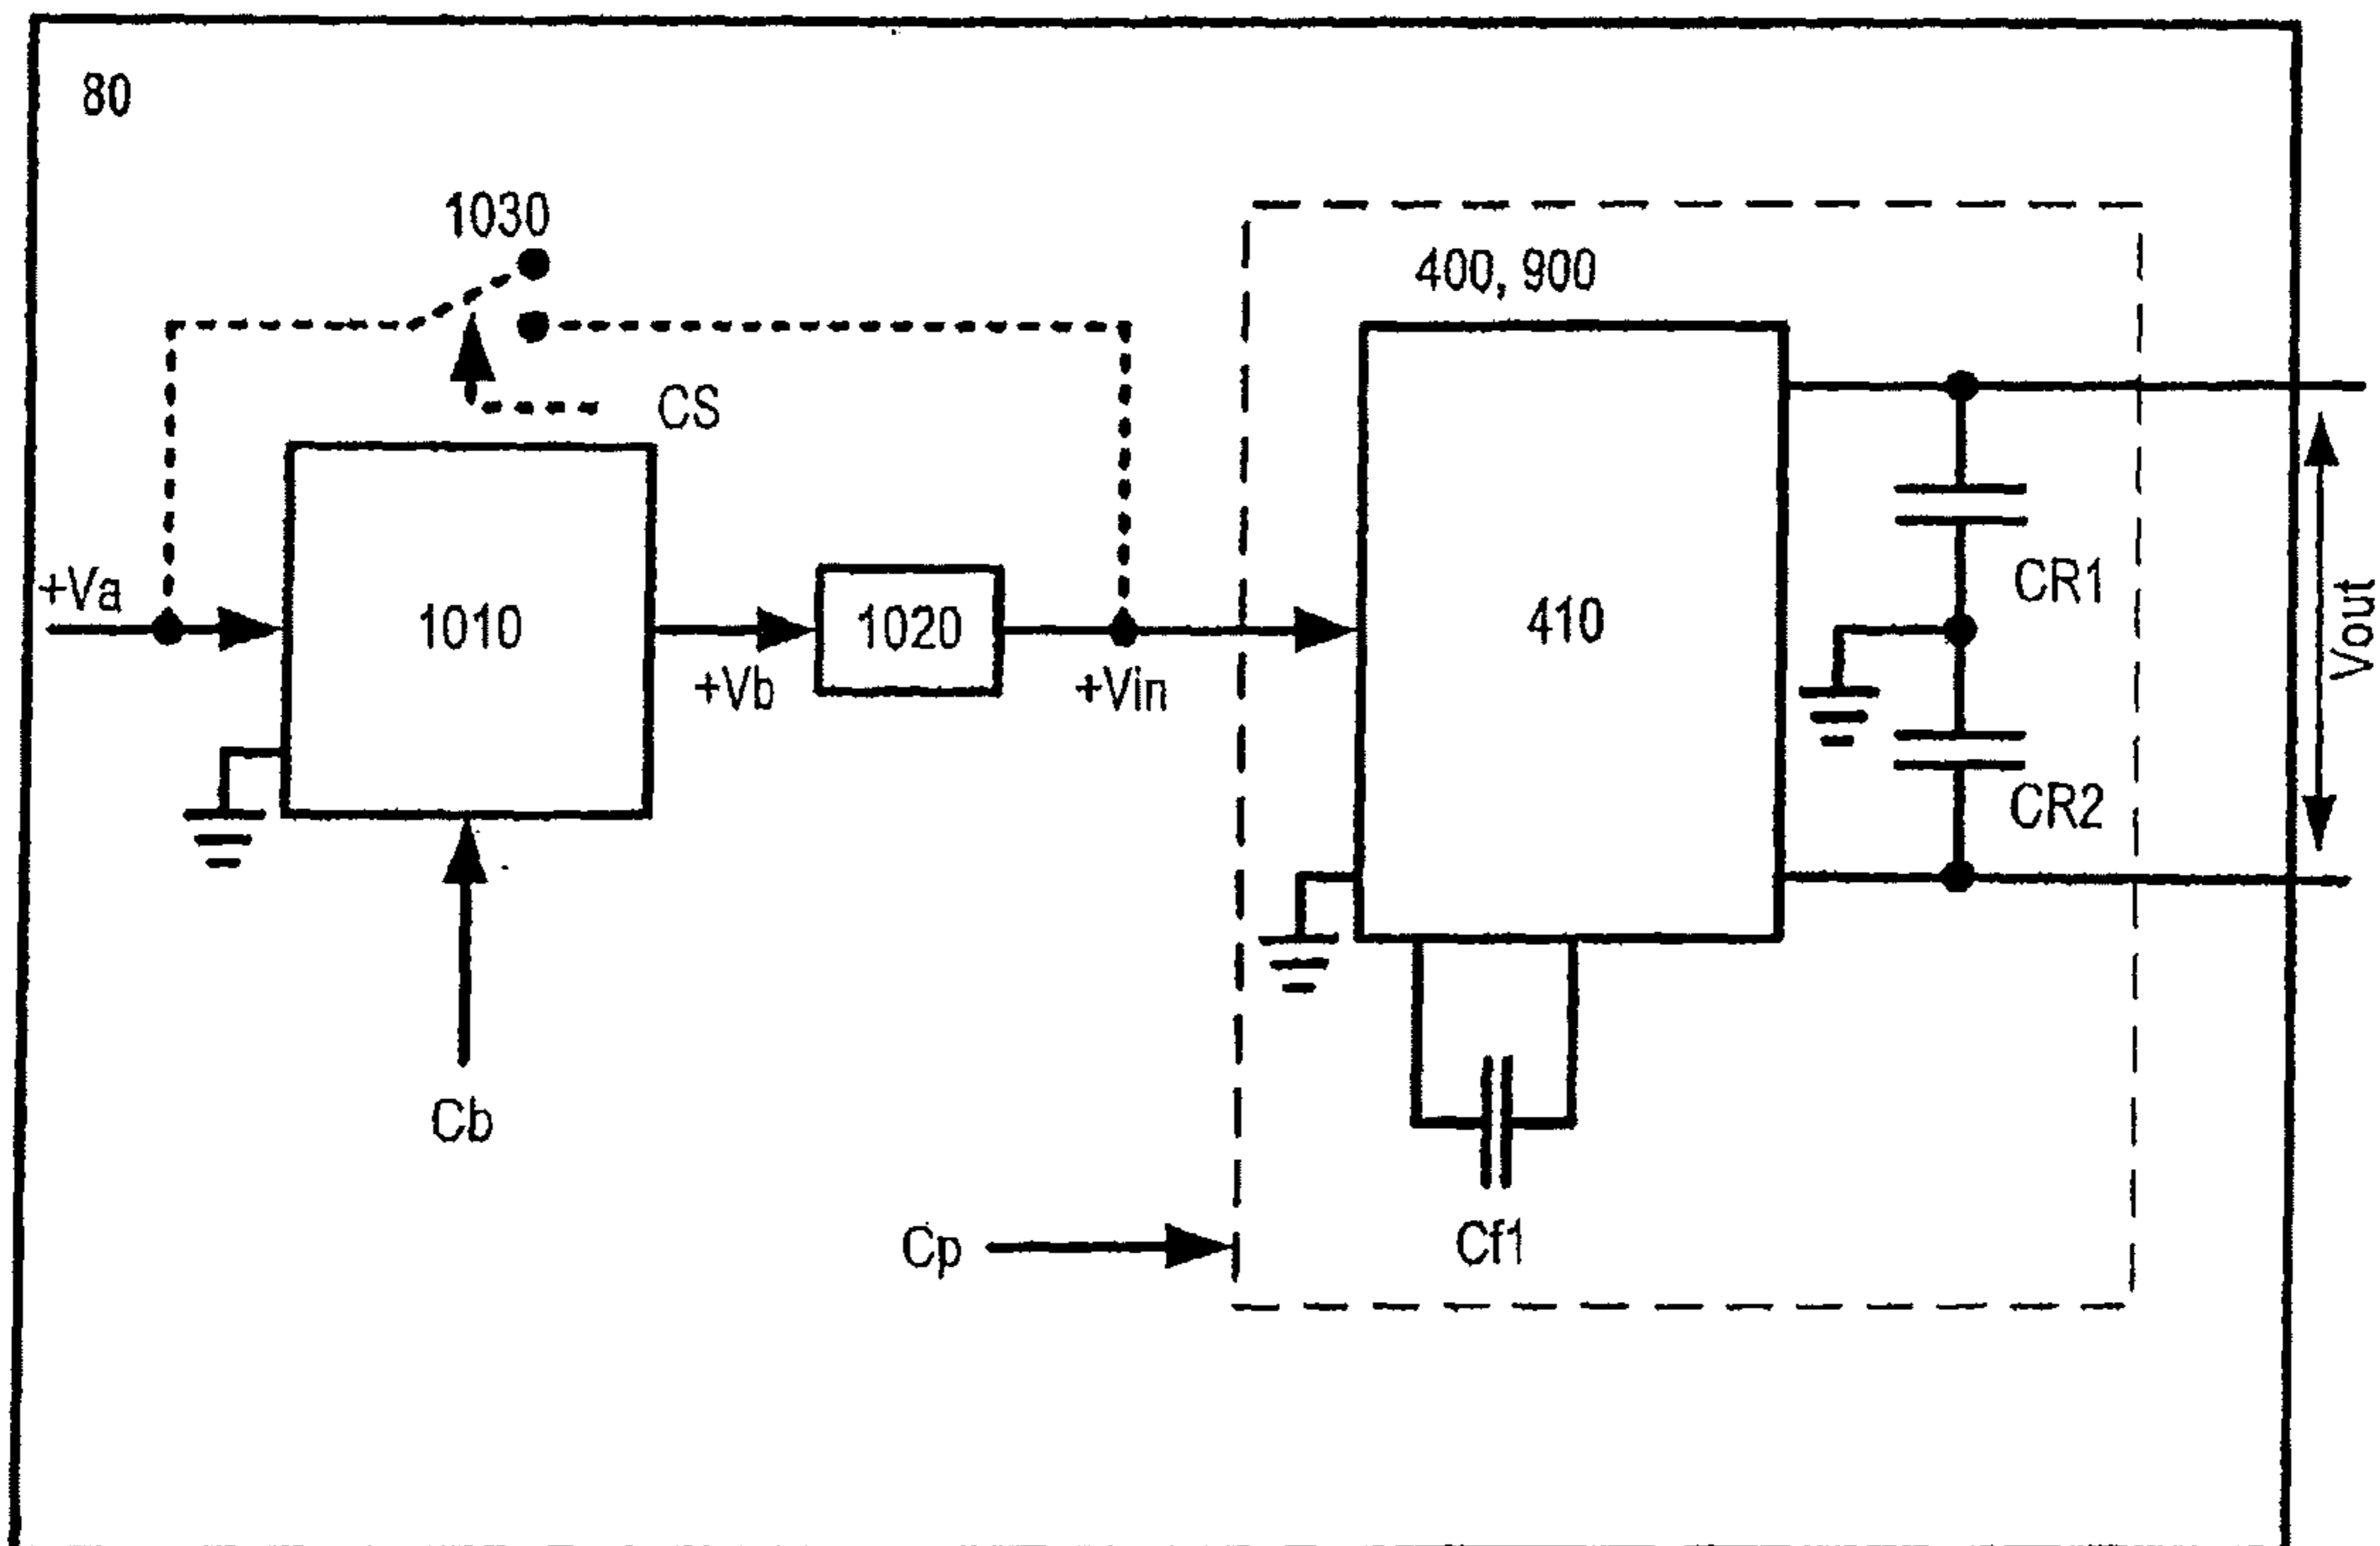 80
1030
400, 900
CS
+Va
1010
+Vb
1020
+Vin
410
CR1
CR2
Vout
Cb
Cp
Cf1